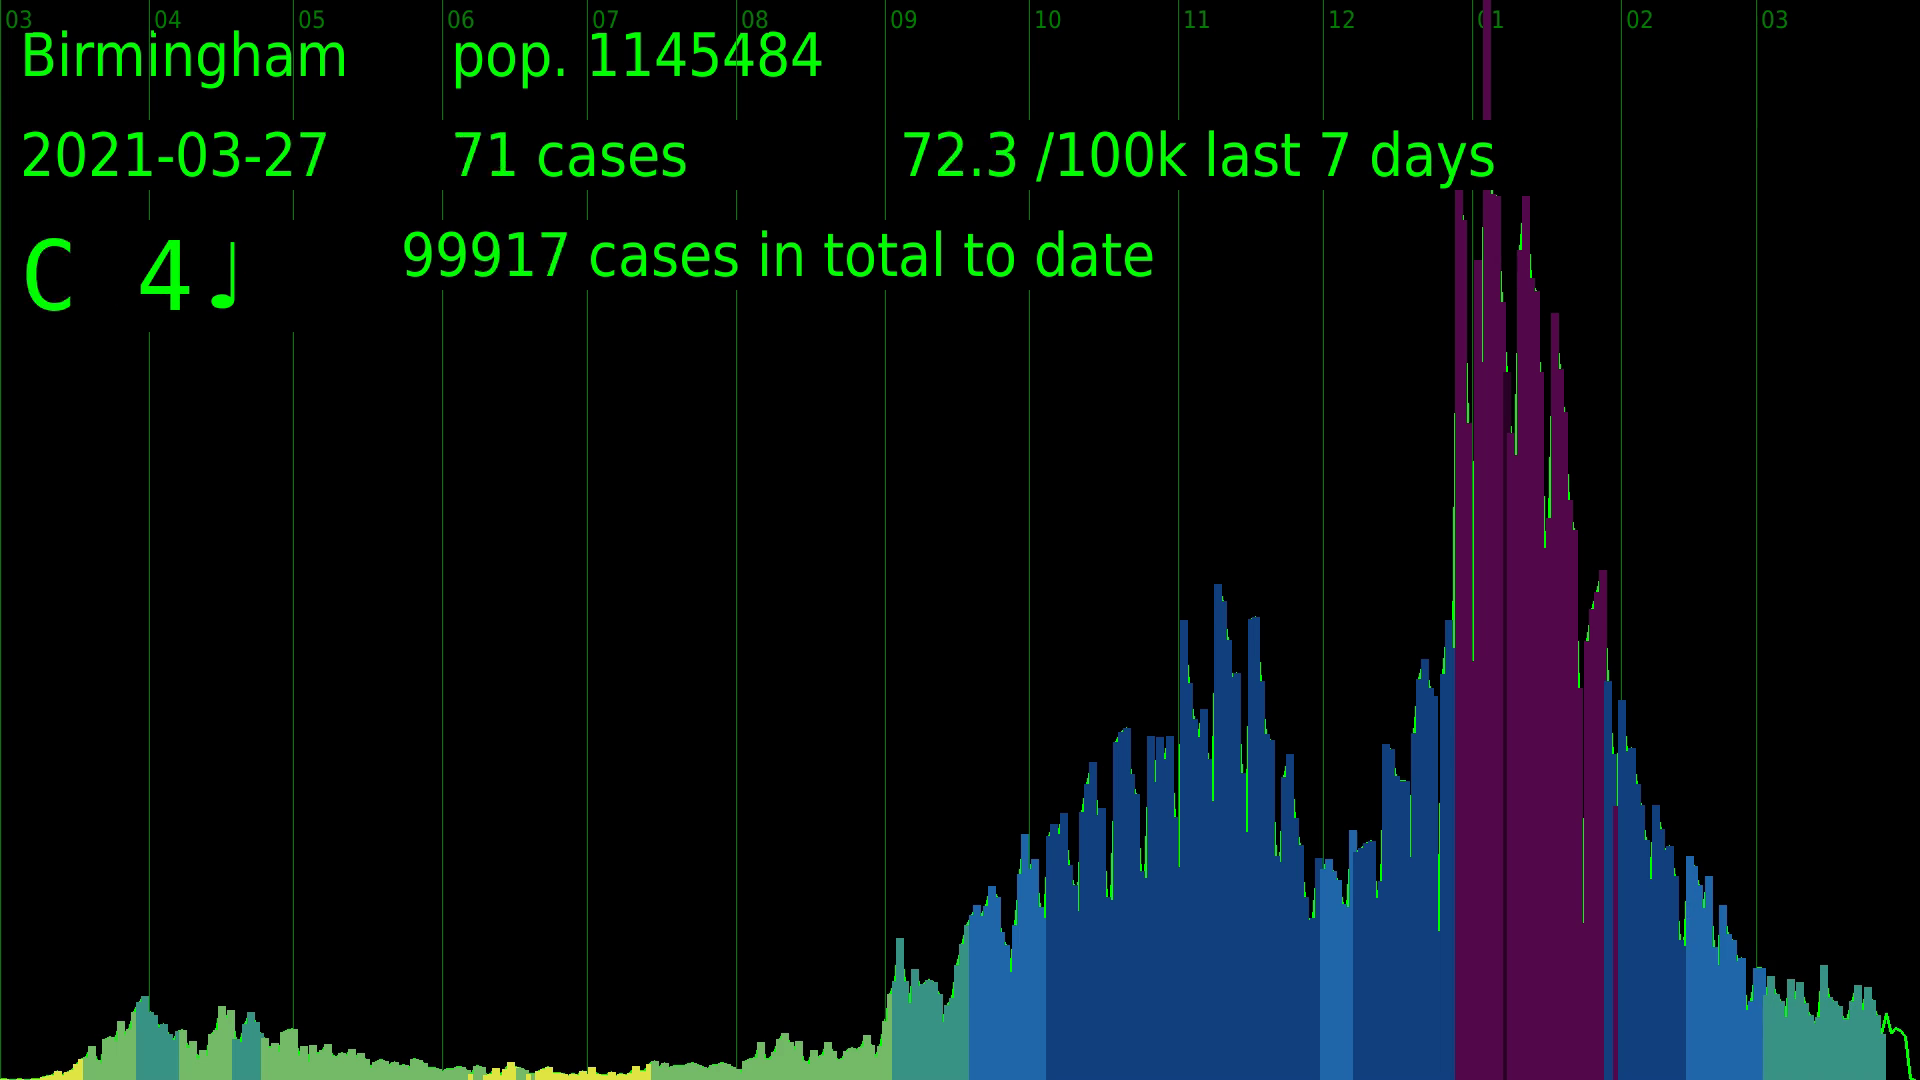 03 04 05 06 07 08 09 10 11 12 01 02 03
Birmingham pop. 1145484
2021-03-27 71 cases 72.3 /100k last 7 days
C 4♩ 99917 cases in total to date